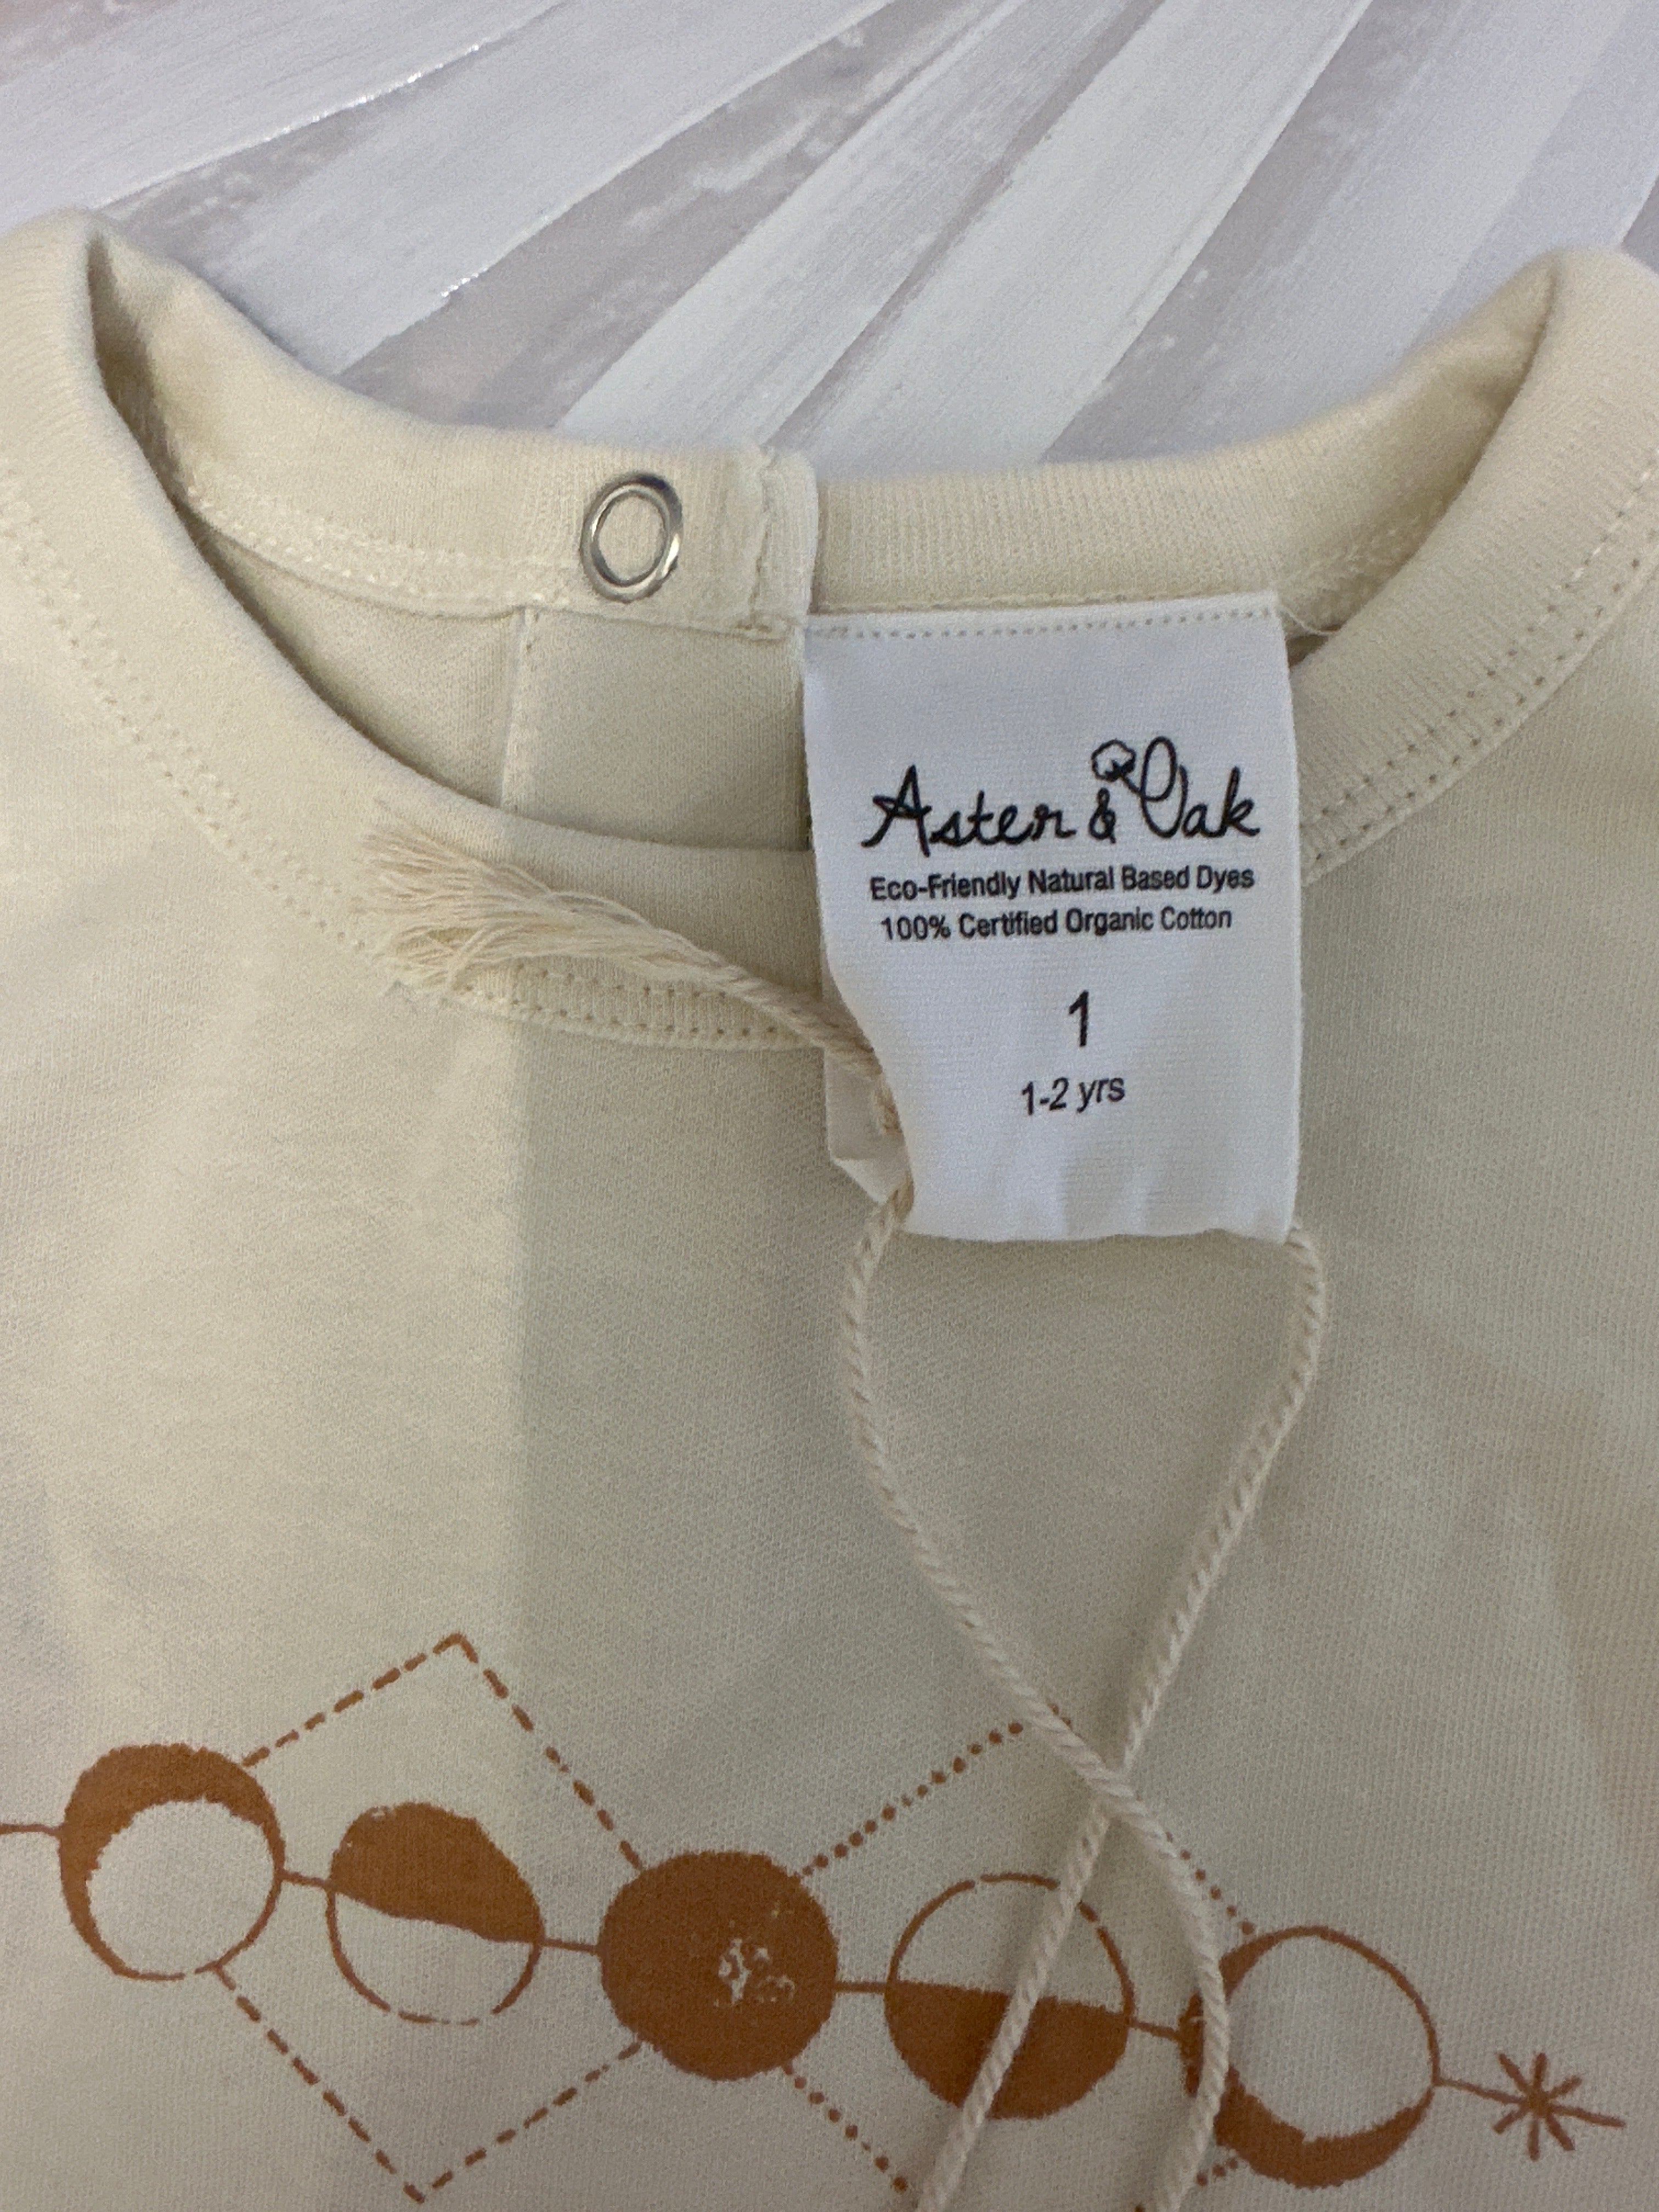 Aster & Oak
Eco-Friendly Natural Based Dyes
100% Certified Organic Cotton
1
1-2 yrs